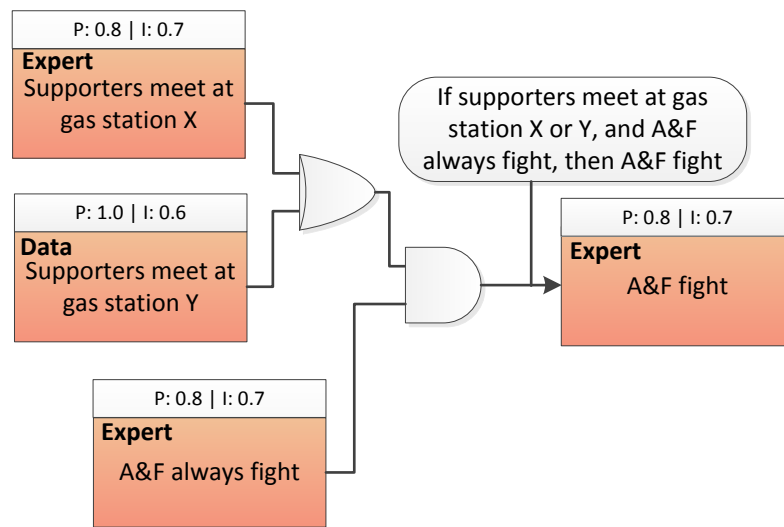 P: 0.8 | I: 0.7
Expert
Supporters meet at
gas station X
P: 1.0 | I: 0.6
Data
Supporters meet at
gas station Y
P: 0.8 | I: 0.7
Expert
A&F always fight
If supporters meet at gas
station X or Y, and A&F
always fight, then A&F fight
P: 0.8 | I: 0.7
Expert
A&F fight